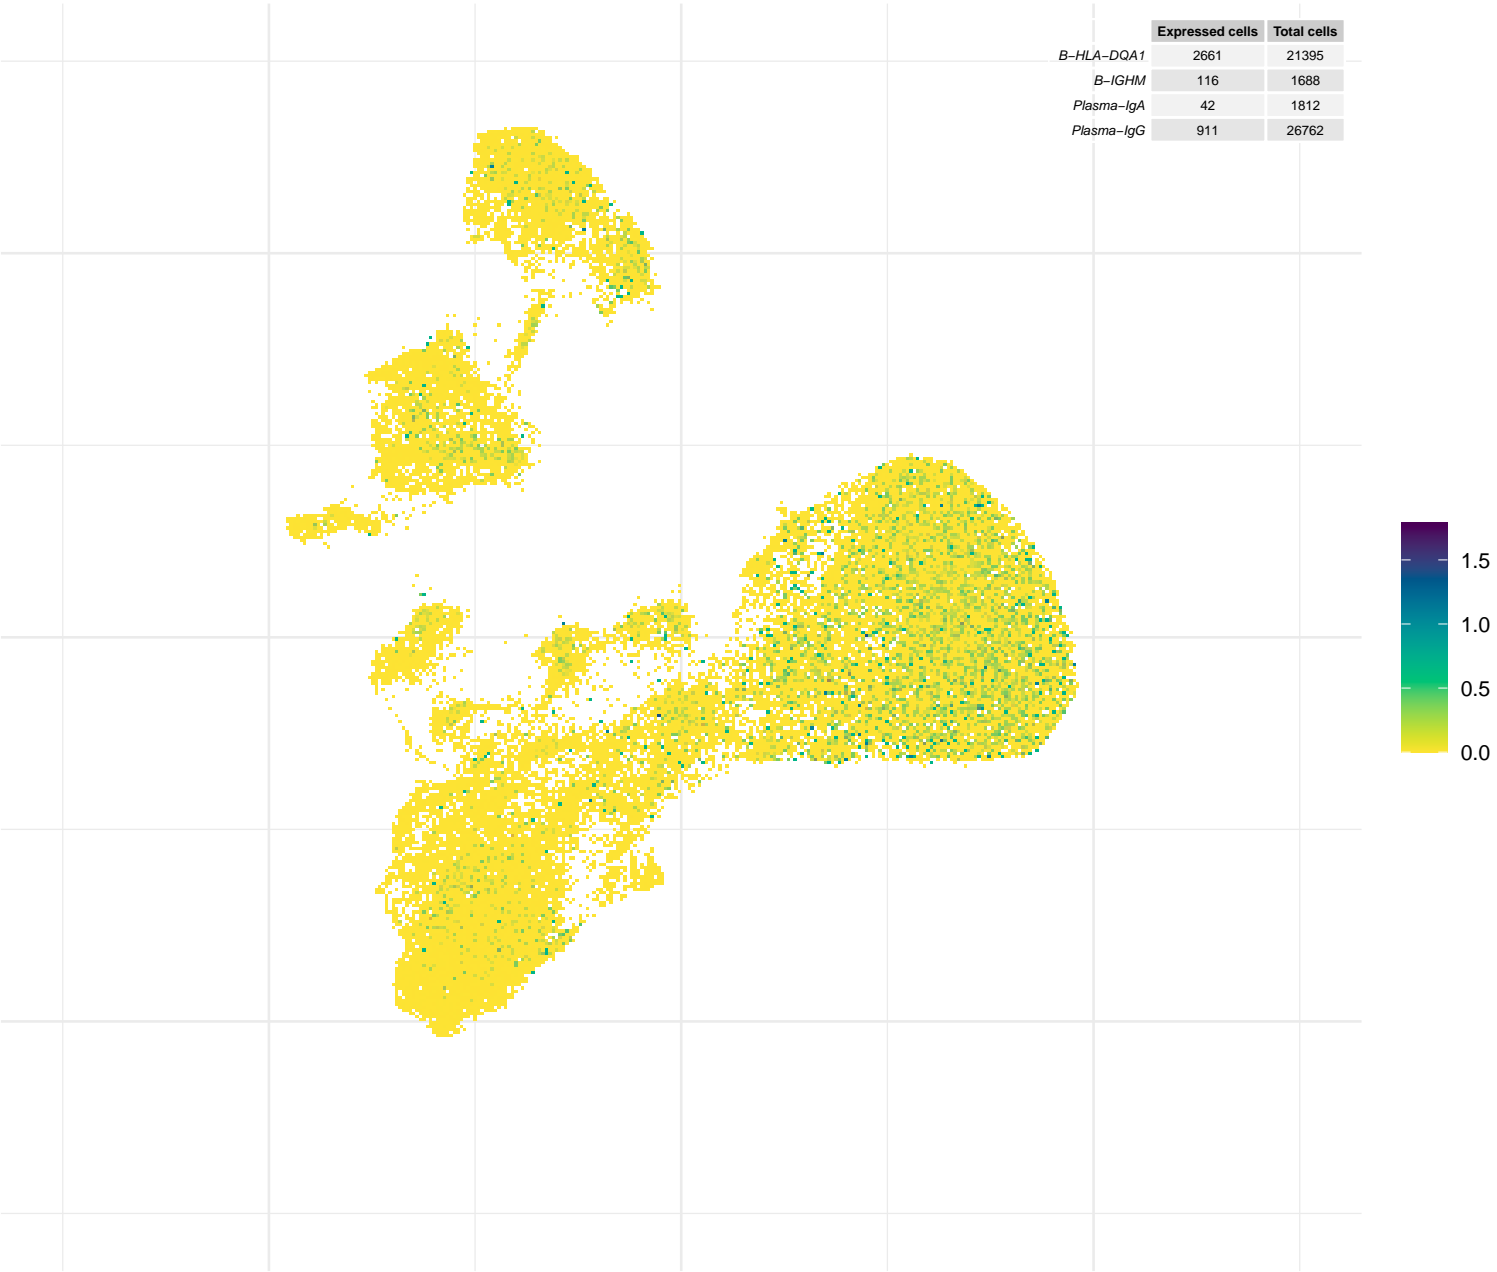 Expressed cells Total cells
B−HLA−DQA1 2661 21395
B−IGHM 116 1688
Plasma−IgA 42 1812
Plasma−IgG 911 26762
1.5
1.0
0.5
0.0